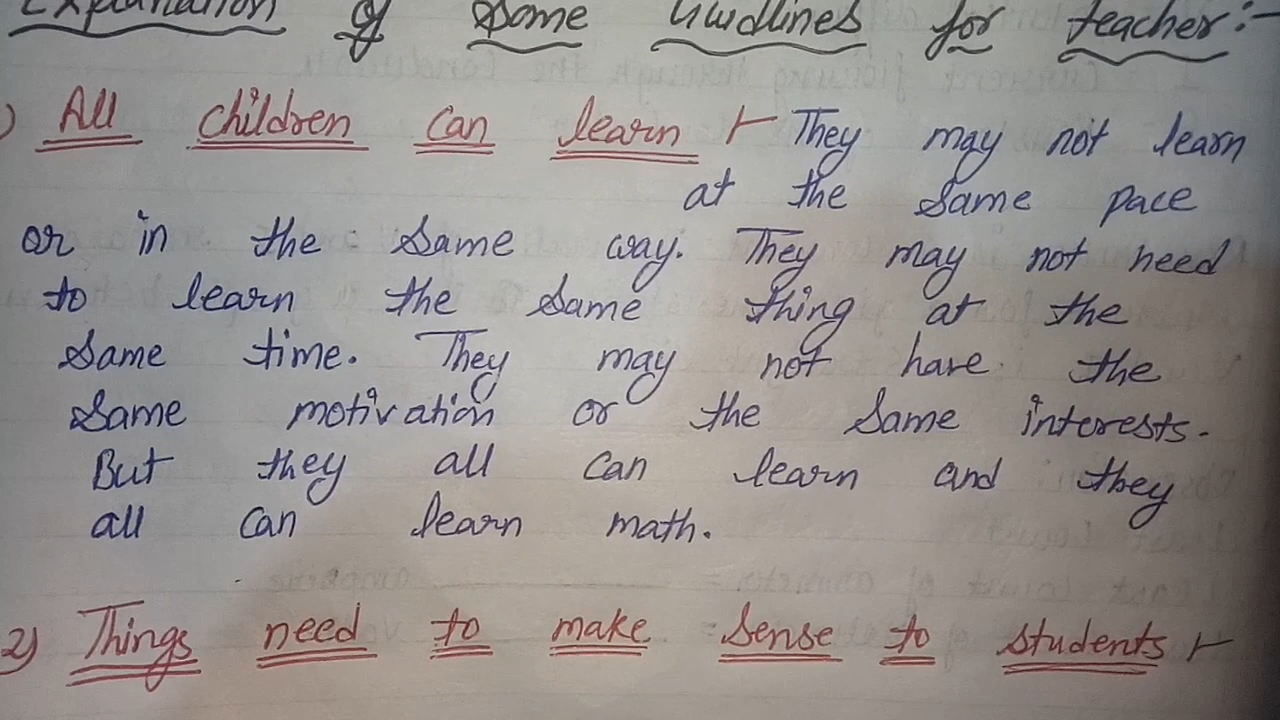 Explanation of Some Guidlines for teacher:-
) All children can learn :- They may not learn
at the same pace
or in the same way. They may not need
to learn the same thing at the
same time. They may not have the
same motivation or the same interests.
But they all can learn and they
all can learn math.
2) Things need to make sense to students :-